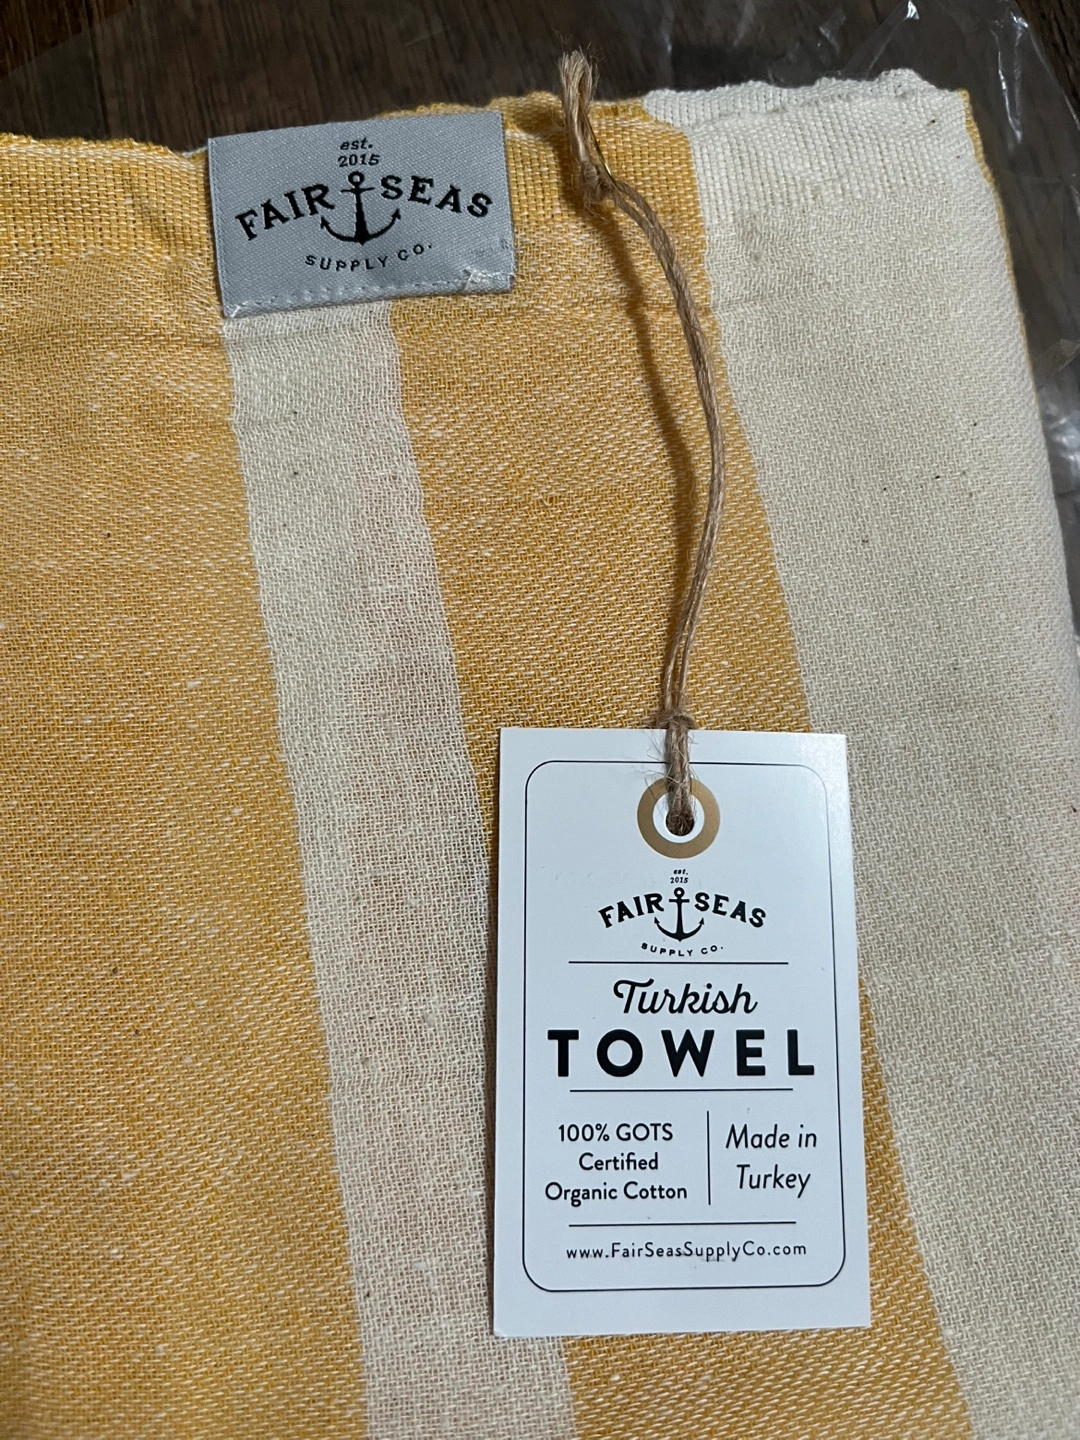 est.
2015
FAIR SEAS
SUPPLY CO.
est.
2015
FAIR SEAS
SUPPLY CO.
Turkish
TOWEL
100% GOTS
Certified
Organic Cotton
Made in
Turkey
www.FairSeasSupplyCo.com